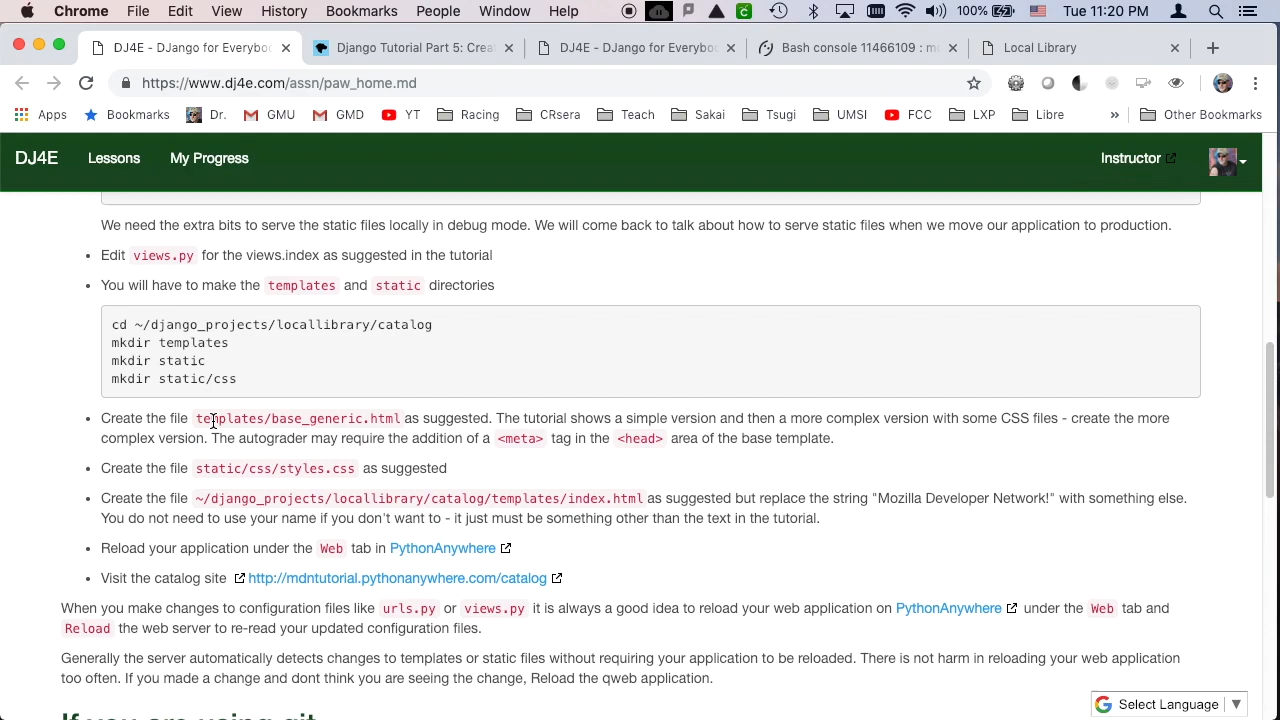 Chrome File Edit View History Bookmarks People Window Help 100% Tue 11:20 PM
DJ4E - DJango for Everybo × Django Tutorial Part 5: Crea × DJ4E - DJango for Everybo × Bash console 11466109 : m × Local Library × +
https://www.dj4e.com/assn/paw_home.md
Apps Bookmarks Dr. GMU GMD YT Racing CRsera Teach Sakai Tsugi UMSI FCC LXP Libre » Other Bookmarks
DJ4E Lessons My Progress Instructor
We need the extra bits to serve the static files locally in debug mode. We will come back to talk about how to serve static files when we move our application to production.
• Edit views.py for the views.index as suggested in the tutorial
• You will have to make the templates and static directories
cd ~/django_projects/locallibrary/catalog
mkdir templates
mkdir static
mkdir static/css
• Create the file templates/base_generic.html as suggested. The tutorial shows a simple version and then a more complex version with some CSS files - create the more
complex version. The autograder may require the addition of a <meta> tag in the <head> area of the base template.
• Create the file static/css/styles.css as suggested
• Create the file ~/django_projects/locallibrary/catalog/templates/index.html as suggested but replace the string "Mozilla Developer Network!" with something else.
You do not need to use your name if you don't want to - it just must be something other than the text in the tutorial.
• Reload your application under the Web tab in PythonAnywhere
• Visit the catalog site http://mdntutorial.pythonanywhere.com/catalog
When you make changes to configuration files like urls.py or views.py it is always a good idea to reload your web application on PythonAnywhere under the Web tab and
Reload the web server to re-read your updated configuration files.
Generally the server automatically detects changes to templates or static files without requiring your application to be reloaded. There is not harm in reloading your web application
too often. If you made a change and dont think you are seeing the change, Reload the qweb application.
Select Language ▼
If you are using git